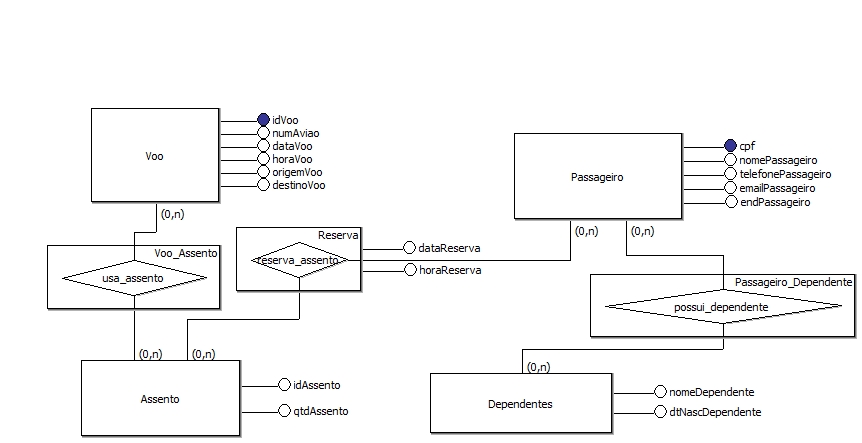 Voo
idVoo
numAviao
dataVoo
horaVoo
origemVoo
destinoVoo
(0,n)
Passageiro
cpf
nomePassageiro
telefonePassageiro
emailPassageiro
endPassageiro
(0,n)
(0,n)
Voo_Assento
usa_assento
Reserva
reserva_assento
dataReserva
horaReserva
Passageiro_Dependente
possui_dependente
(0,n)
(0,n)
Assento
idAssento
qtdAssento
(0,n)
Dependentes
nomeDependente
dtNascDependente